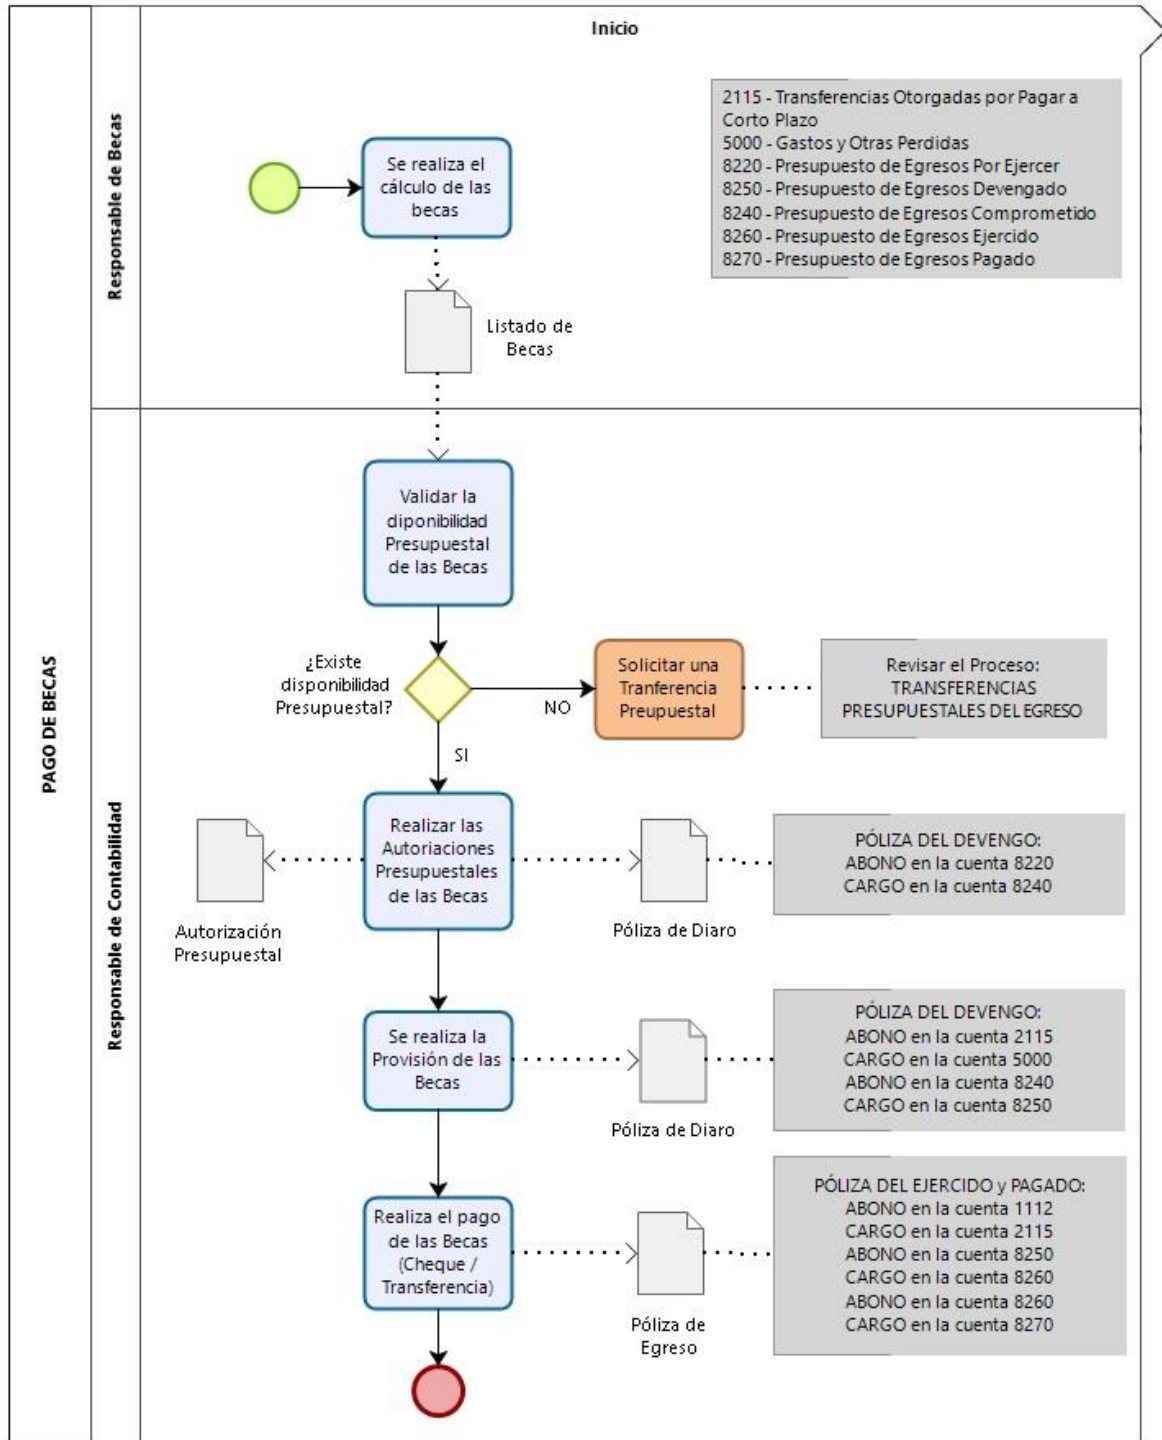 Inicio
PAGO DE BECAS
Responsable de Becas
Se realiza el
cálculo de las
becas
2115 - Transferencias Otorgadas por Pagar a
Corto Plazo
5000 - Gastos y Otras Perdidas
8220 - Presupuesto de Egresos Por Ejercer
8250 - Presupuesto de Egresos Devengado
8240 - Presupuesto de Egresos Comprometido
8260 - Presupuesto de Egresos Ejercido
8270 - Presupuesto de Egresos Pagado
Listado de
Becas
Responsable de Contabilidad
Validar la
diponibilidad
Presupuestal
de las Becas
¿Existe
disponibilidad
Presupuestal?
NO
Solicitar una
Tranferencia
Preupuestal
Revisar el Proceso:
TRANSFERENCIAS
PRESUPUESTALES DEL EGRESO
SI
Realizar las
Autoriaciones
Presupuestales
de las Becas
Autorización
Presupuestal
Póliza de Diaro
PÓLIZA DEL DEVENGO:
ABONO en la cuenta 8220
CARGO en la cuenta 8240
Se realiza la
Provisión de las
Becas
Póliza de Diaro
PÓLIZA DEL DEVENGO:
ABONO en la cuenta 2115
CARGO en la cuenta 5000
ABONO en la cuenta 8240
CARGO en la cuenta 8250
Realiza el pago
de las Becas
(Cheque /
Transferencia)
Póliza de
Egreso
PÓLIZA DEL EJERCIDO y PAGADO:
ABONO en la cuenta 1112
CARGO en la cuenta 2115
ABONO en la cuenta 8250
CARGO en la cuenta 8260
ABONO en la cuenta 8260
CARGO en la cuenta 8270